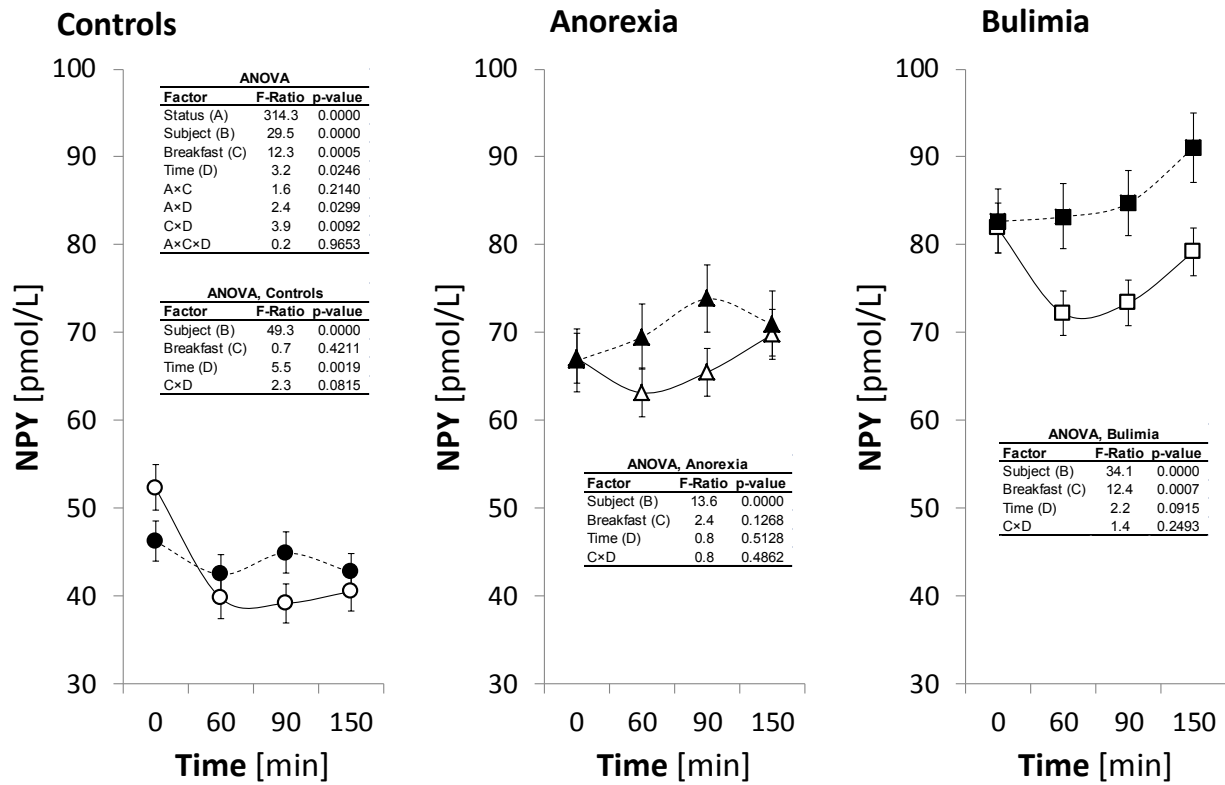 Controls
Anorexia
Bulimia
NPY [pmol/L]
100
90
80
70
60
50
40
30
ANOVA
Factor F-Ratio p-value
Status (A) 314.3 0.0000
Subject (B) 29.5 0.0000
Breakfast (C) 12.3 0.0005
Time (D) 3.2 0.0246
A×C 1.6 0.2140
A×D 2.4 0.0299
C×D 3.9 0.0092
A×C×D 0.2 0.9653
ANOVA, Controls
Factor F-Ratio p-value
Subject (B) 49.3 0.0000
Breakfast (C) 0.7 0.4211
Time (D) 5.5 0.0019
C×D 2.3 0.0815
0 60 90 150
Time [min]
NPY [pmol/L]
100
90
80
70
60
50
40
30
ANOVA, Anorexia
Factor F-Ratio p-value
Subject (B) 13.6 0.0000
Breakfast (C) 2.4 0.1268
Time (D) 0.8 0.5128
C×D 0.8 0.4862
0 60 90 150
Time [min]
NPY [pmol/L]
100
90
80
70
60
50
40
30
ANOVA, Bulimia
Factor F-Ratio p-value
Subject (B) 34.1 0.0000
Breakfast (C) 12.4 0.0007
Time (D) 2.2 0.0915
C×D 1.4 0.2493
0 60 90 150
Time [min]